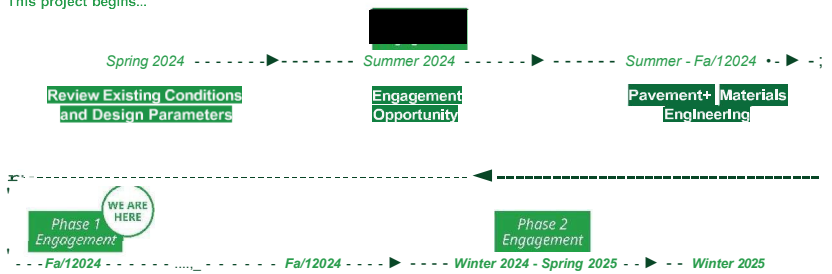 This project begins...
Spring 2024
Summer 2024
Summer - Fa/12024
Review Existing Conditions
and Design Parameters
Engagement
Opportunity
Pavement+ Materials
Engineering
WE ARE
HERE
Phase 1
Engagement
Phase 2
Engagement
Fa/12024
Fa/12024
Winter 2024 - Spring 2025
Winter 2025